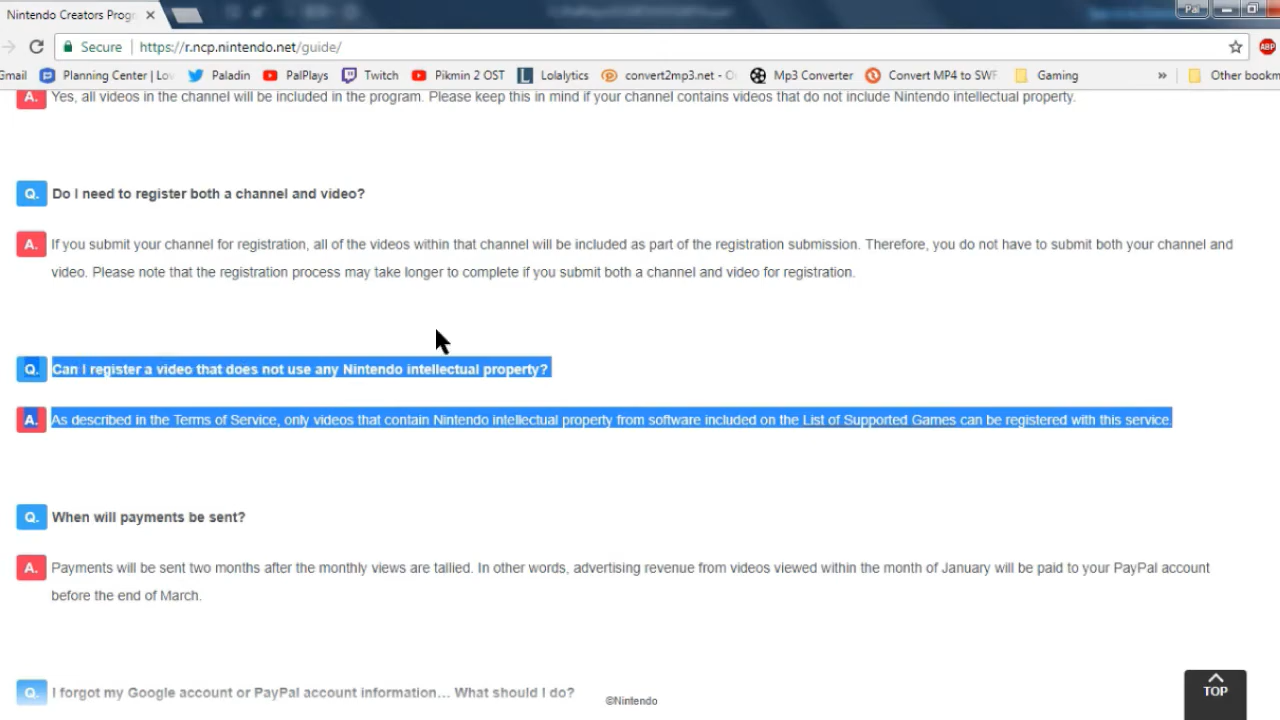 Nintendo Creators Prog
Pal
Secure https://r.ncp.nintendo.net/guide/
ABP
Gmail Planning Center | Lo Twitter Paladin PalPlays Twitch Pikmin 2 OST Lolalytics convert2mp3.net - O Mp3 Converter Convert MP4 to SWF Gaming » Other bookm
A. Yes, all videos in the channel will be included in the program. Please keep this in mind if your channel contains videos that do not include Nintendo intellectual property.
Q. Do I need to register both a channel and video?
A. If you submit your channel for registration, all of the videos within that channel will be included as part of the registration submission. Therefore, you do not have to submit both your channel and
video. Please note that the registration process may take longer to complete if you submit both a channel and video for registration.
Q. Can I register a video that does not use any Nintendo intellectual property?
A. As described in the Terms of Service, only videos that contain Nintendo intellectual property from software included on the List of Supported Games can be registered with this service.
Q. When will payments be sent?
A. Payments will be sent two months after the monthly views are tallied. In other words, advertising revenue from videos viewed within the month of January will be paid to your PayPal account
before the end of March.
Q. I forgot my Google account or PayPal account information... What should I do?
©Nintendo
TOP